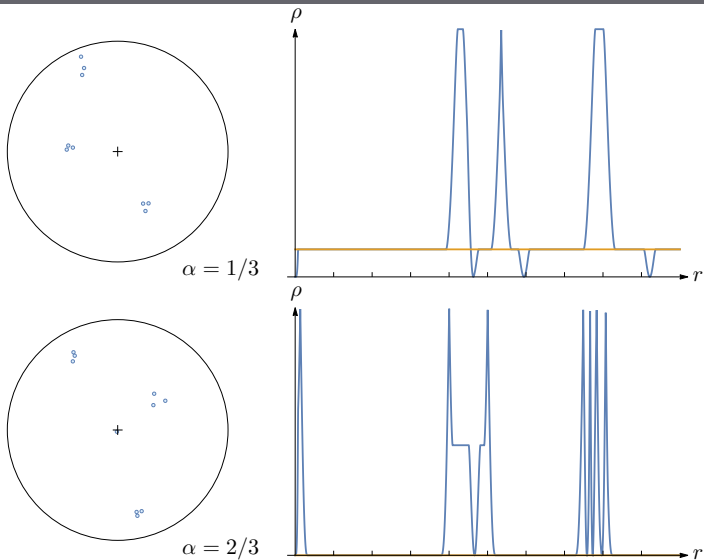 ρ
r
α = 1/3
ρ
r
α = 2/3